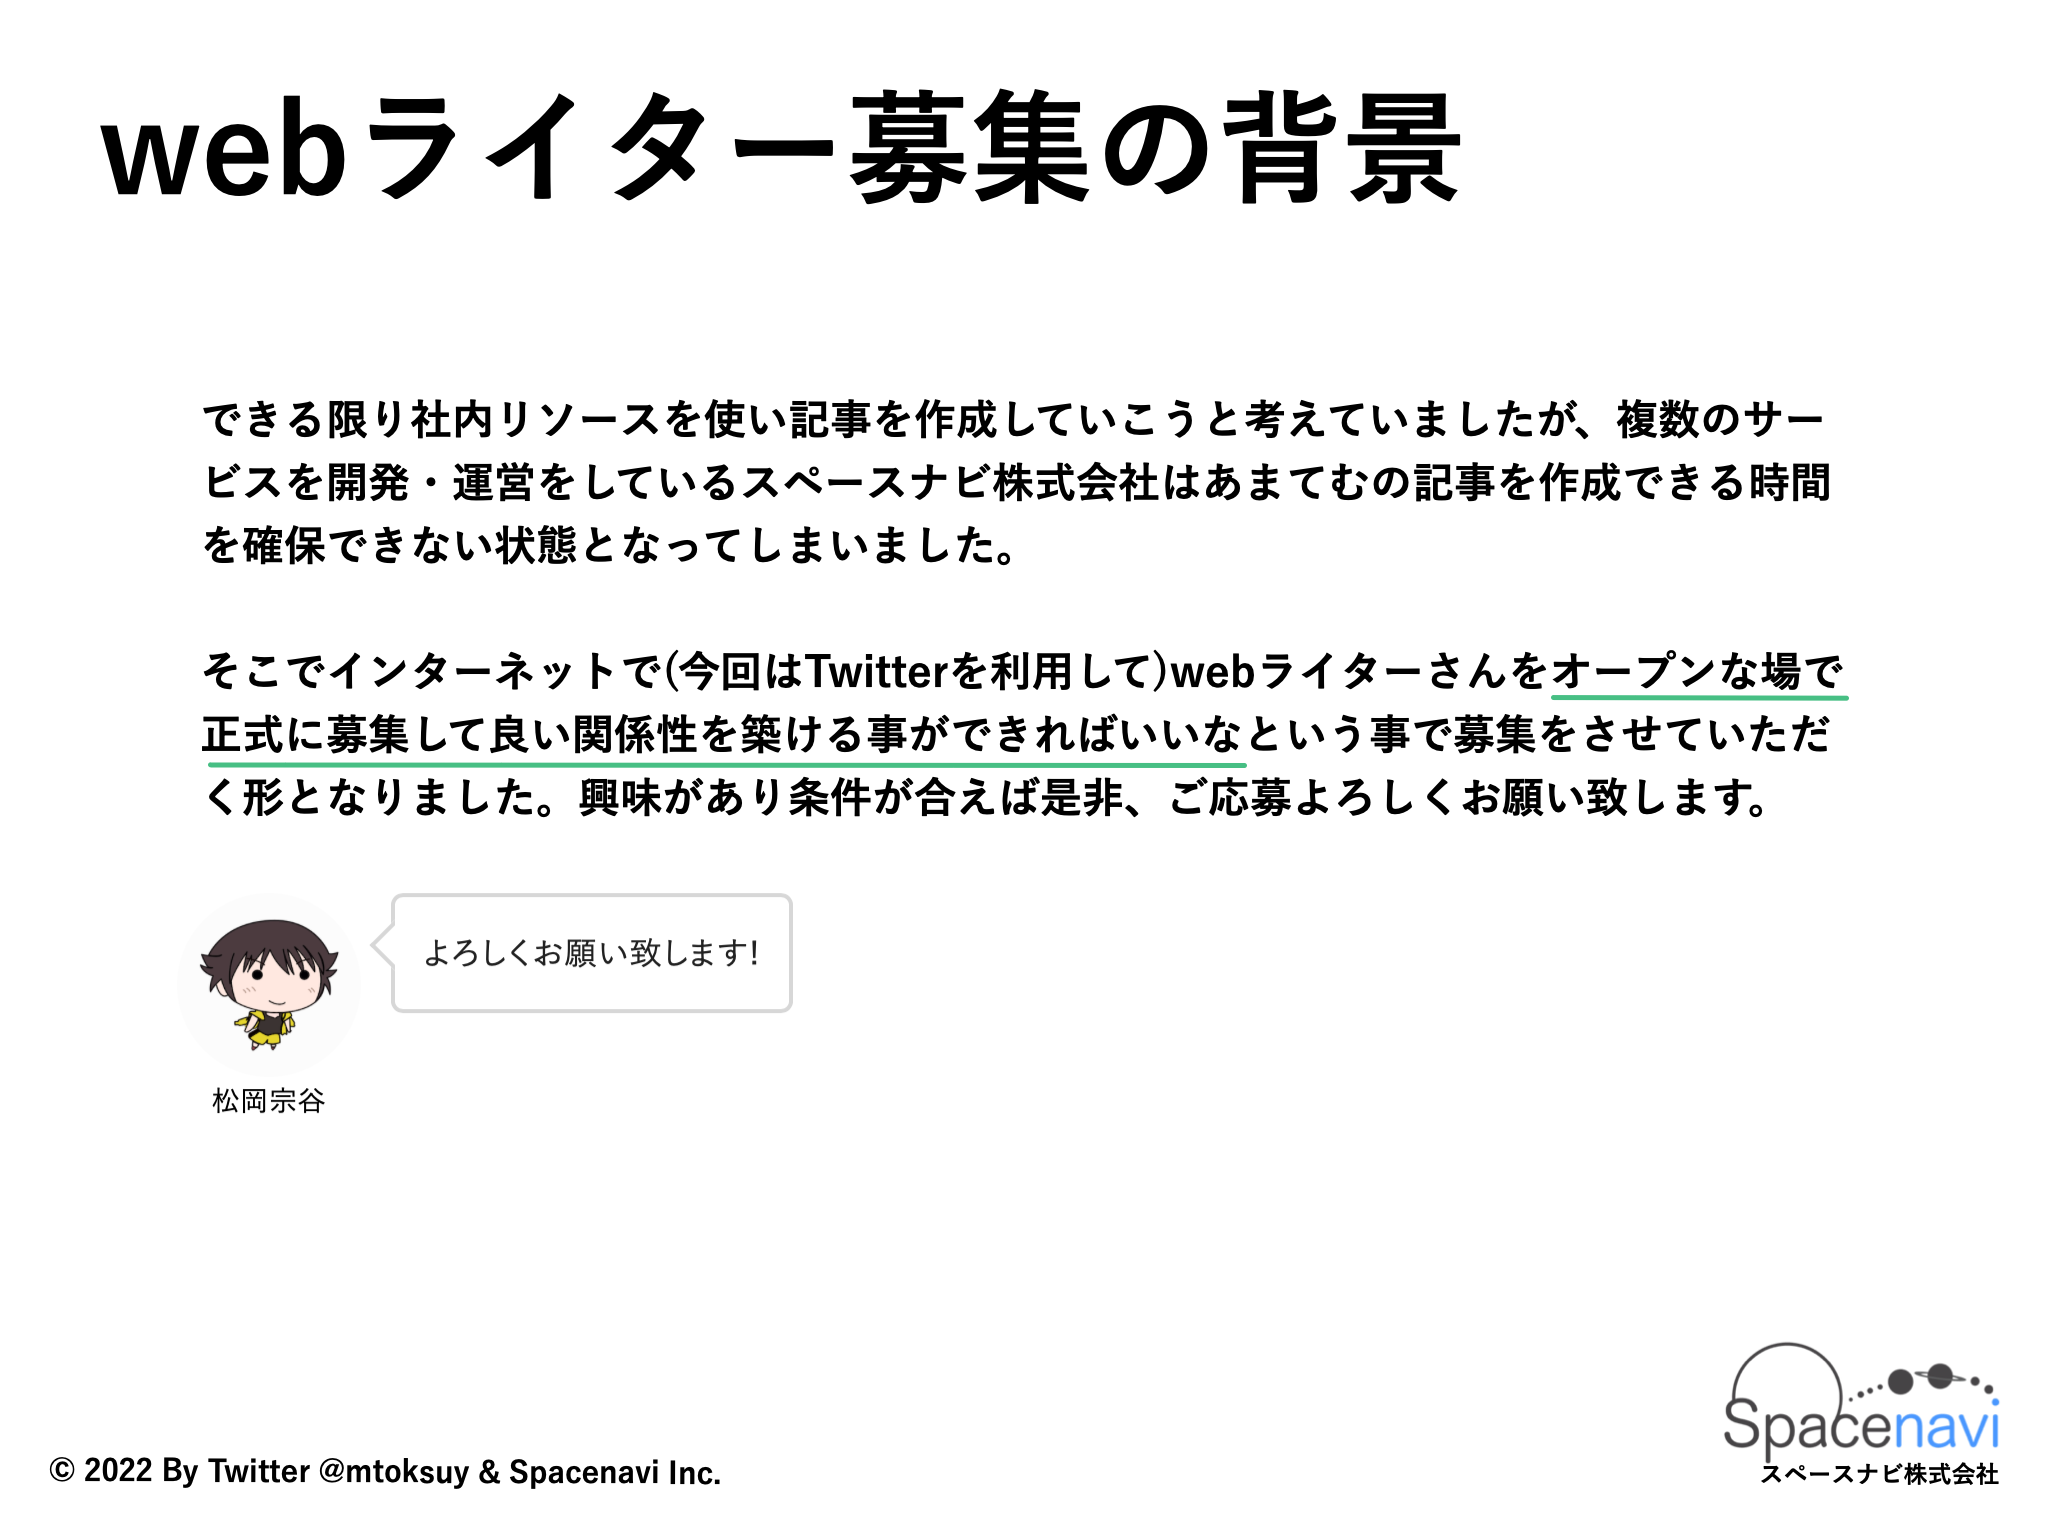 webライター募集の背景
できる限り社内リソースを使い記事を作成していこうと考えていましたが、複数のサー
ビスを開発・運営をしているスペースナビ株式会社はあまてむの記事を作成できる時間
を確保できない状態となってしまいました。
そこでインターネットで(今回はTwitterを利用して)webライターさんをオープンな場で
正式に募集して良い関係性を築ける事ができればいいなという事で募集をさせていただ
く形となりました。興味があり条件が合えば是非、ご応募よろしくお願い致します。
よろしくお願い致します!
松岡宗谷
Spacenavi
スペースナビ株式会社
© 2022 By Twitter @mtoksuy & Spacenavi Inc.